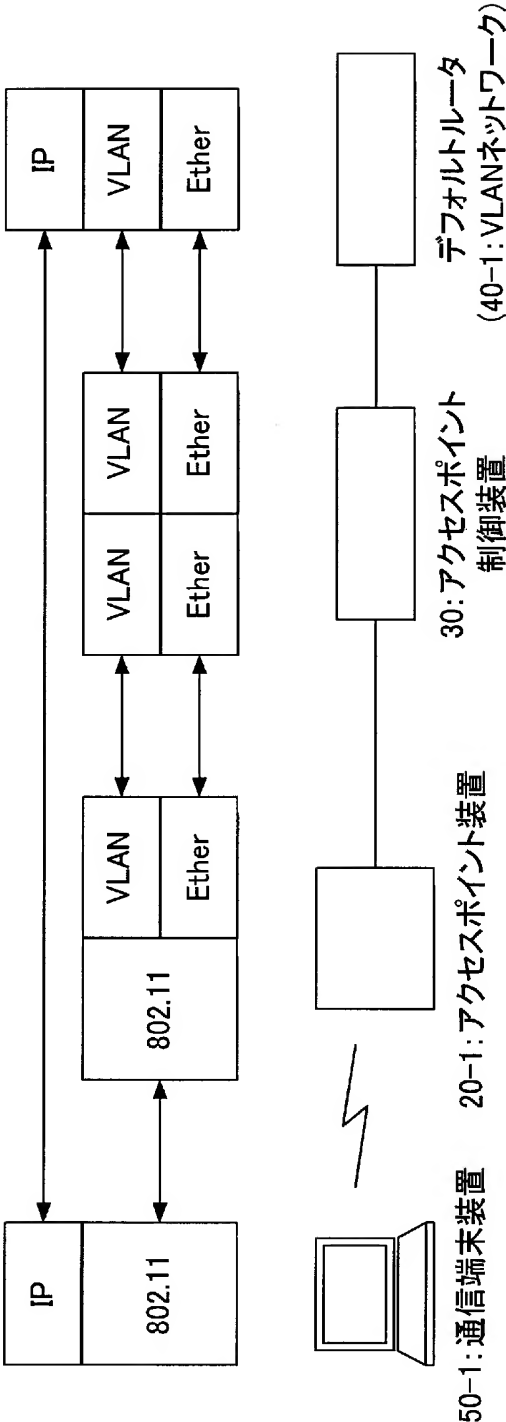 IP
802.11
802.11
VLAN
Ether
VLAN
Ether
VLAN
Ether
IP
VLAN
Ether
50-1:通信端末装置
20-1:アクセスポイント装置
30:アクセスポイント
制御装置
デフォルトルータ
(40-1:VLANネットワーク)